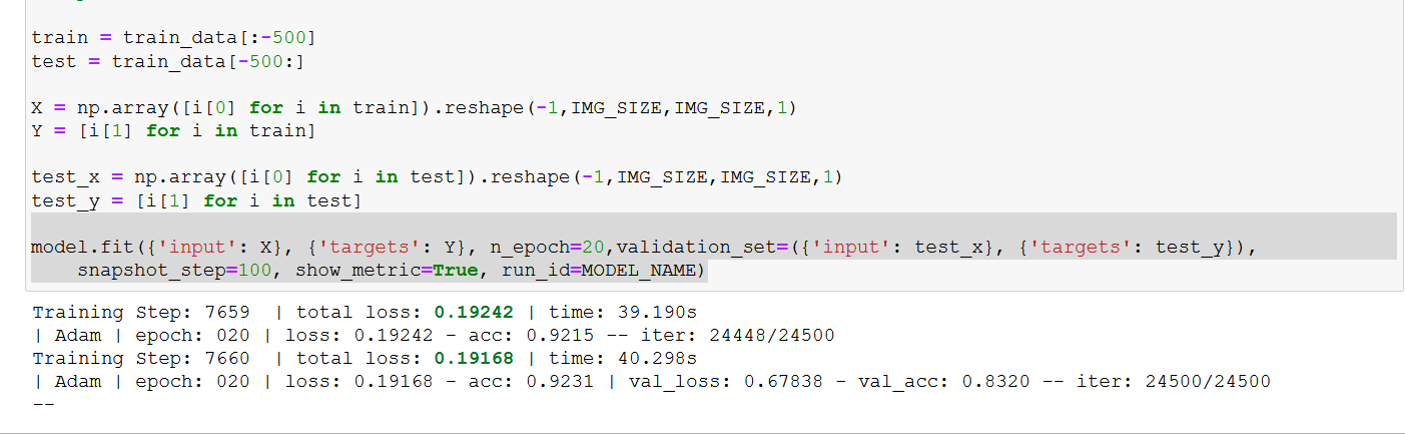 train = train_data[:-500]
test = train_data[-500:]
X = np.array([i[0] for i in train]).reshape(-1,IMG_SIZE,IMG_SIZE,1)
Y = [i[1] for i in train]
test_x = np.array([i[0] for i in test]).reshape(-1,IMG_SIZE,IMG_SIZE,1)
test_y = [i[1] for i in test]
model.fit({'input': X}, {'targets': Y}, n_epoch=20,validation_set=({'input': test_x}, {'targets': test_y}),
    snapshot_step=100, show_metric=True, run_id=MODEL_NAME)
Training Step: 7659  | total loss: 0.19242 | time: 39.190s
| Adam | epoch: 020 | loss: 0.19242 - acc: 0.9215 -- iter: 24448/24500
Training Step: 7660  | total loss: 0.19168 | time: 40.298s
| Adam | epoch: 020 | loss: 0.19168 - acc: 0.9231 | val_loss: 0.67838 - val_acc: 0.8320 -- iter: 24500/24500
--